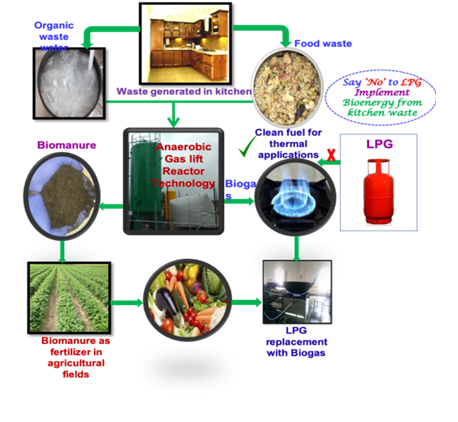 Organic
waste
water
Food waste
Waste generated in kitchen
Say 'No' to LPG
Implement
Bioenergy from
kitchen waste
Clean fuel for
thermal
applications
Biomanure
Anaerobic
Gas lift
Reactor
Technology
Bioga
s
X
LPG
Biomanure as
fertilizer in
agricultural
fields
LPG
replacement
with Biogas